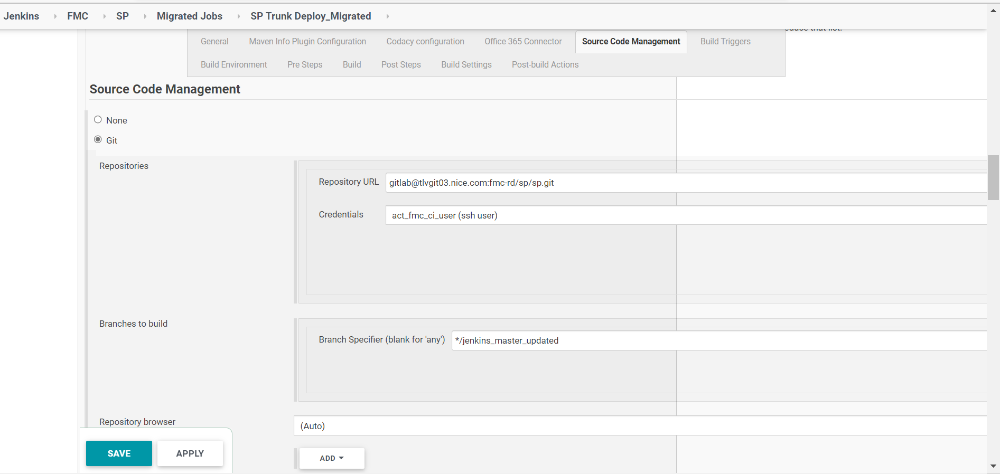 Jenkins FMC SP Migrated Jobs SP Trunk Deploy_Migrated
that list.
General Maven Info Plugin Configuration Codacy configuration Office 365 Connector Source Code Management Build Triggers
Build Environment Pre Steps Build Post Steps Build Settings Post-build Actions
Source Code Management
None
Git
Repositories
Repository URL gitlab@tlvgit03.nice.com:fmc-rd/sp/sp.git
Credentials act_fmc_ci_user (ssh user)
Branches to build
Branch Specifier (blank for 'any') */jenkins_master_updated
Repository browser (Auto)
SAVE APPLY ADD